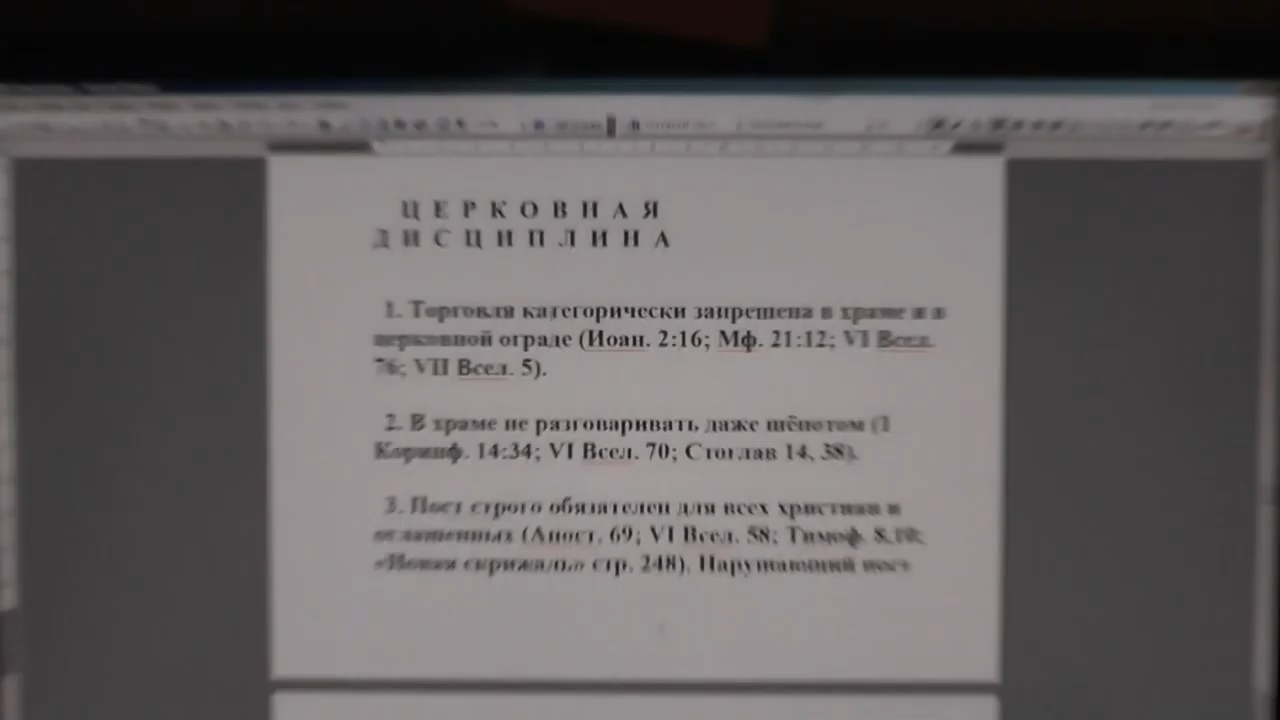 Ц Е Р К О В Н А Я
Д И С Ц И П Л И Н А
1. Торговля категорически запрещена в храме и в
церковной ограде (Иоан. 2:16; Мф. 21:12; VI Всел.
76; VII Всел. 5).
2. В храме не разговаривать даже шёпотом (1
Коринф. 14:34; VI Всел. 70; Стоглав 14, 38).
3. Пост строго обязателен для всех христиан и
оглашенных (Апост. 69; VI Всел. 58; Тимоф. 8,10;
«Новая скрижаль» стр. 248). Нарушающий пост